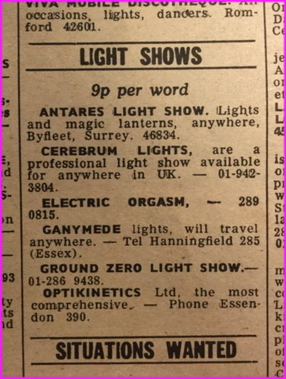 VIVA MOBILE DISCOTHEQUE. An
occasions, lights, dancers. Rom-
ford 42601.
LIGHT SHOWS
9p per word
ANTARES LIGHT SHOW. Lights
and magic lanterns, anywhere,
Byfleet, Surrey. 46834.
CEREBRUM LIGHTS, are a
professional light show available
for anywhere in UK. — 01-942-
3804.
ELECTRIC ORGASM, — 289
0815.
GANYMEDE lights, will travel
anywhere. — Tel Hanningfield 285
(Essex).
GROUND ZERO LIGHT SHOW.—
01-286 9438.
OPTIKINETICS Ltd, the most
comprehensive. — Phone Essen-
don 390.
SITUATIONS WANTED